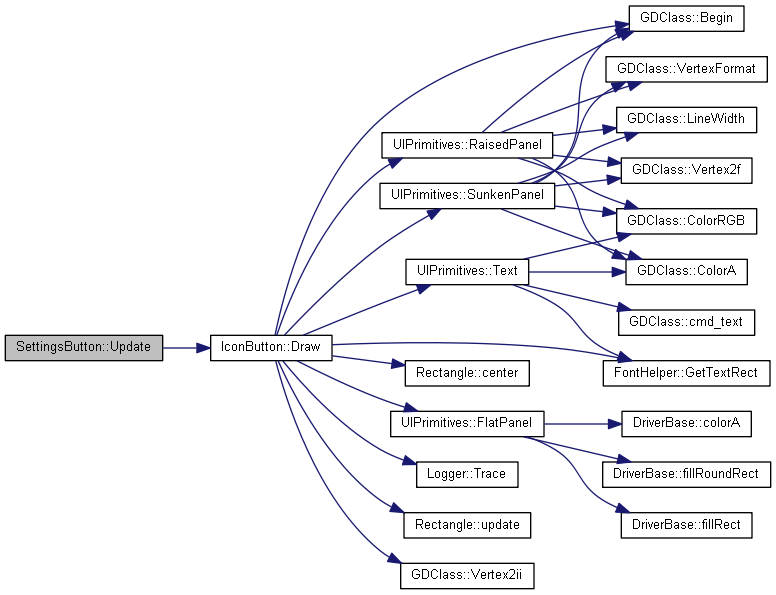 SettingsButton::Update
IconButton::Draw
UIPrimitives::RaisedPanel
UIPrimitives::SunkenPanel
UIPrimitives::Text
Rectangle::center
UIPrimitives::FlatPanel
Logger::Trace
Rectangle::update
GDClass::Vertex2ii
GDClass::Begin
GDClass::VertexFormat
GDClass::LineWidth
GDClass::Vertex2f
GDClass::ColorRGB
GDClass::ColorA
GDClass::cmd_text
FontHelper::GetTextRect
DriverBase::colorA
DriverBase::fillRoundRect
DriverBase::fillRect